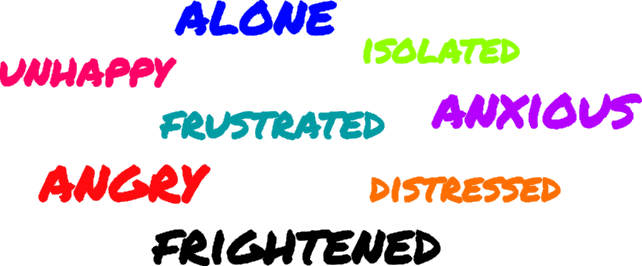 ALONE
ISOLATED
UNHAPPY
ANXIOUS
FRUSTRATED
ANGRY
DISTRESSED
FRIGHTENED